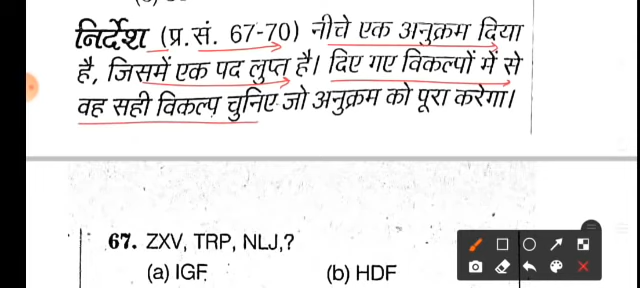 निर्देश (प्र.सं. 67-70) नीचे एक अनुक्रम दिया
है, जिसमें एक पद लुप्त है। दिए गए विकल्पों में से
वह सही विकल्प चुनिए जो अनुक्रम को पूरा करेगा।
67. ZXV, TRP, NLJ,?
(a) IGF
(b) HDF